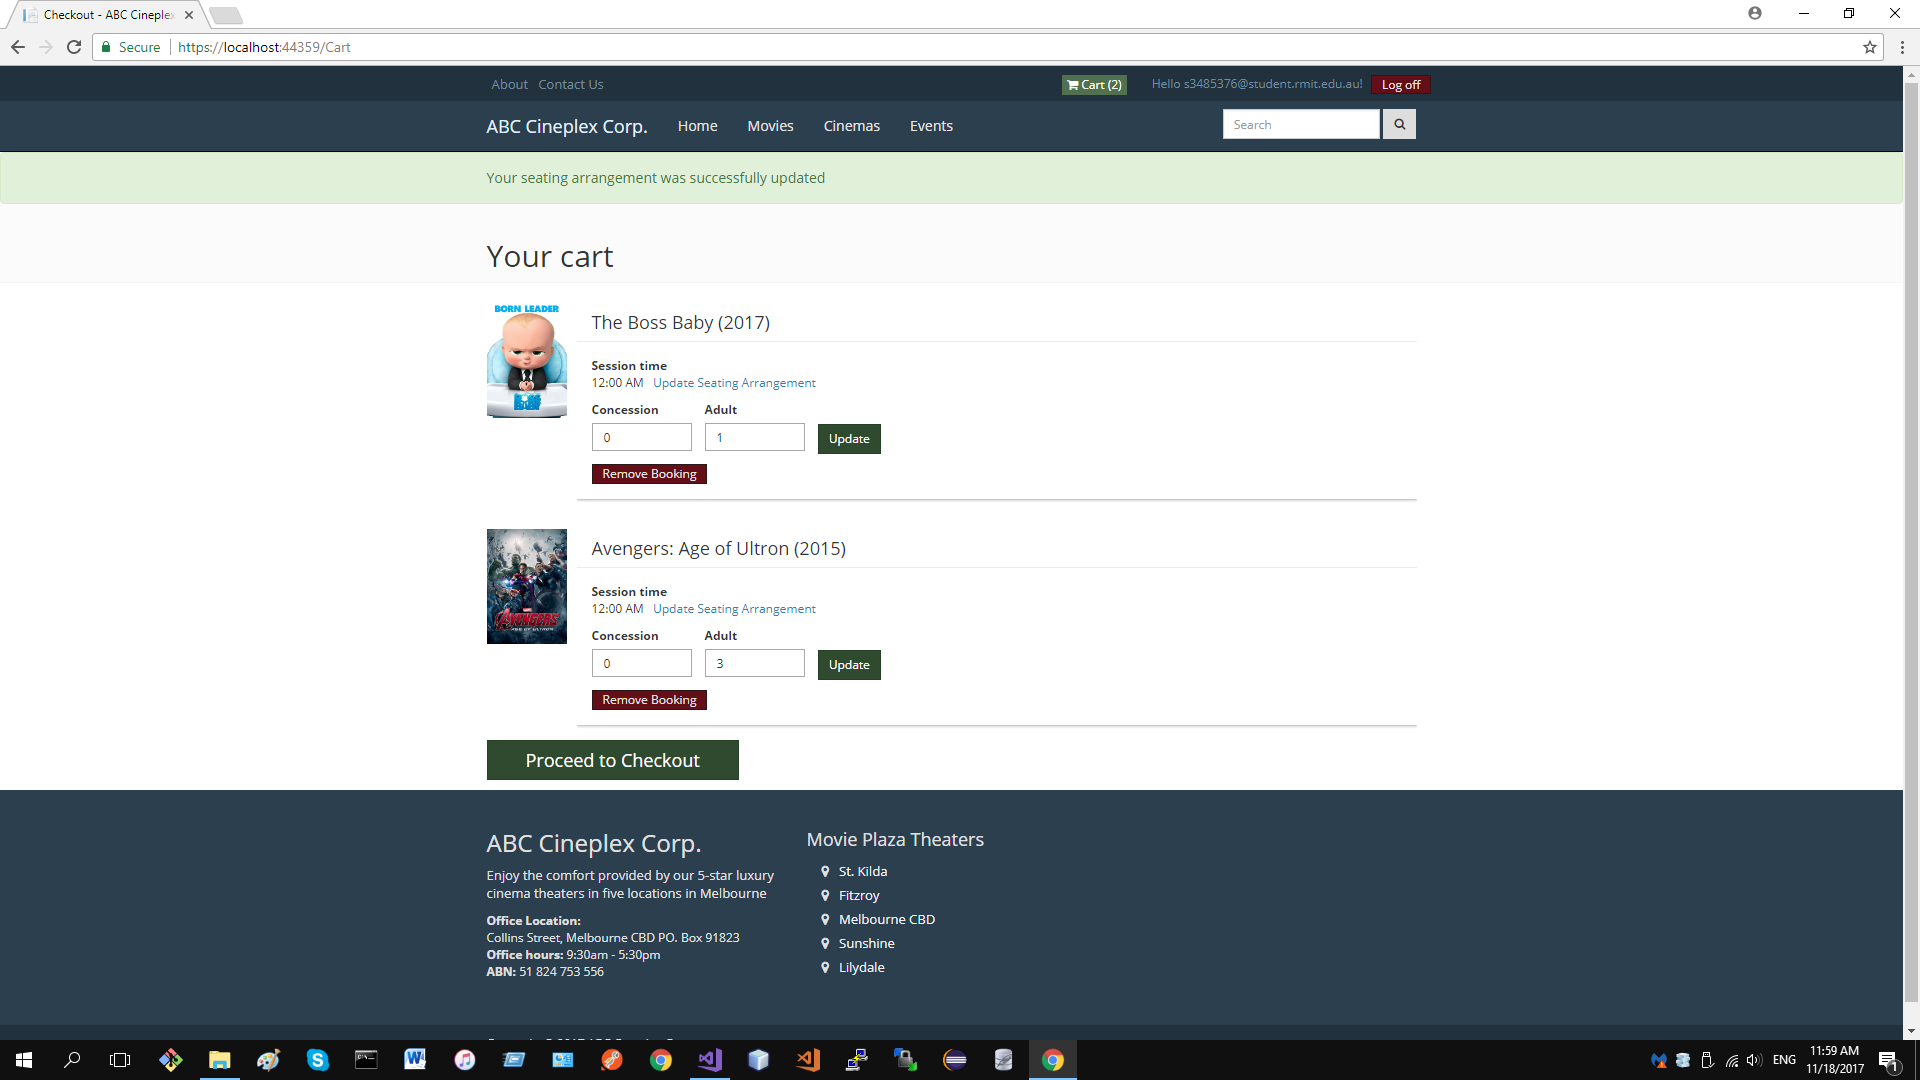 Checkout - ABC Cineplex
Secure https://localhost:44359/Cart
About Contact Us Cart (2) Hello s3485376@student.rmit.edu.au! Log off
ABC Cineplex Corp. Home Movies Cinemas Events Search
Your seating arrangement was successfully updated
Your cart
BORN LEADER
The Boss Baby (2017)
Session time
12:00 AM Update Seating Arrangement
Concession Adult
0 1 Update
Remove Booking
Avengers: Age of Ultron (2015)
MARVEL
AVENGERS
AGE OF ULTRON
Session time
12:00 AM Update Seating Arrangement
Concession Adult
0 3 Update
Remove Booking
Proceed to Checkout
ABC Cineplex Corp.
Enjoy the comfort provided by our 5-star luxury
cinema theaters in five locations in Melbourne
Office Location:
Collins Street, Melbourne CBD PO. Box 91823
Office hours: 9:30am - 5:30pm
ABN: 51 824 753 556
Movie Plaza Theaters
St. Kilda
Fitzroy
Melbourne CBD
Sunshine
Lilydale
ENG
11:59 AM
11/18/2017
1